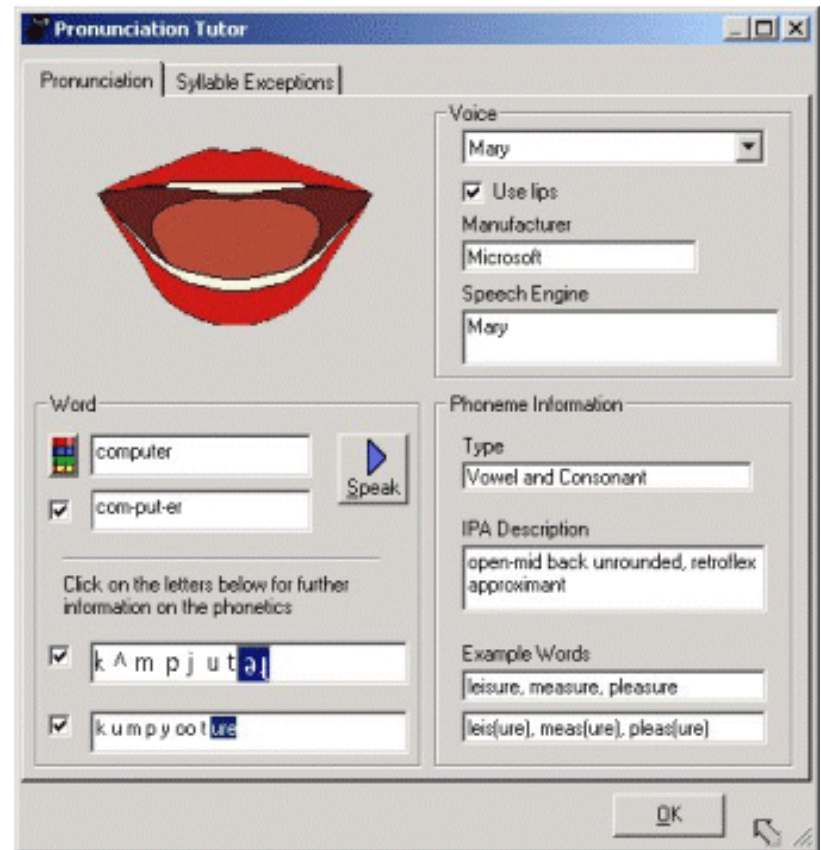 Pronunciation Tutor
Pronunciation
Syllable Exceptions
Voice
Mary
Use lips
Manufacturer
Microsoft
Speech Engine
Mary
Word
computer
Speak
com-put-er
Click on the letters below for further
information on the phonetics
k ^ m p j u t əɻ
k u m p y oo t ure
Phoneme Information
Type
Vowel and Consonant
IPA Description
open-mid back unrounded, retroflex
approximant
Example Words
leisure, measure, pleasure
leis(ure), meas(ure), pleas(ure)
OK